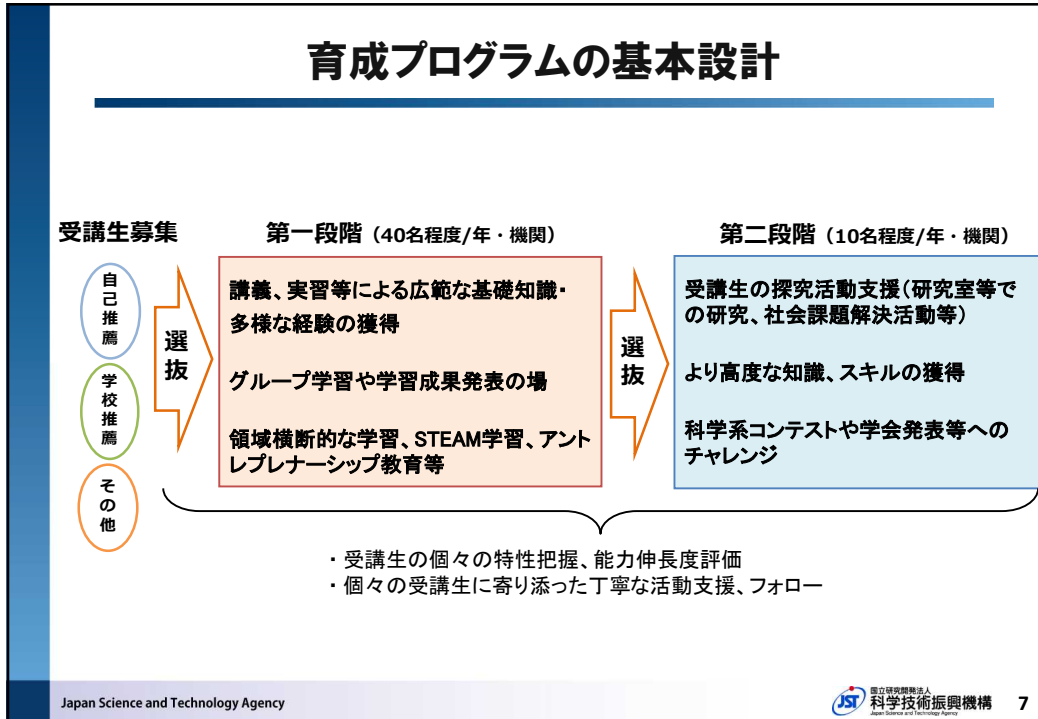 育成プログラムの基本設計
受講生募集
自己推薦
学校推薦
その他
選抜
第一段階（40名程度/年・機関）
講義、実習等による広範な基礎知識・
多様な経験の獲得
グループ学習や学習成果発表の場
領域横断的な学習、STEAM学習、アント
レプレナーシップ教育等
選抜
第二段階（10名程度/年・機関）
受講生の探究活動支援（研究室等で
の研究、社会課題解決活動等）
より高度な知識、スキルの獲得
科学系コンテストや学会発表等への
チャレンジ
・受講生の個々の特性把握、能力伸長度評価
・個々の受講生に寄り添った丁寧な活動支援、フォロー
Japan Science and Technology Agency
JST
国立研究開発法人
科学技術振興機構
Japan Science and Technology Agency
7